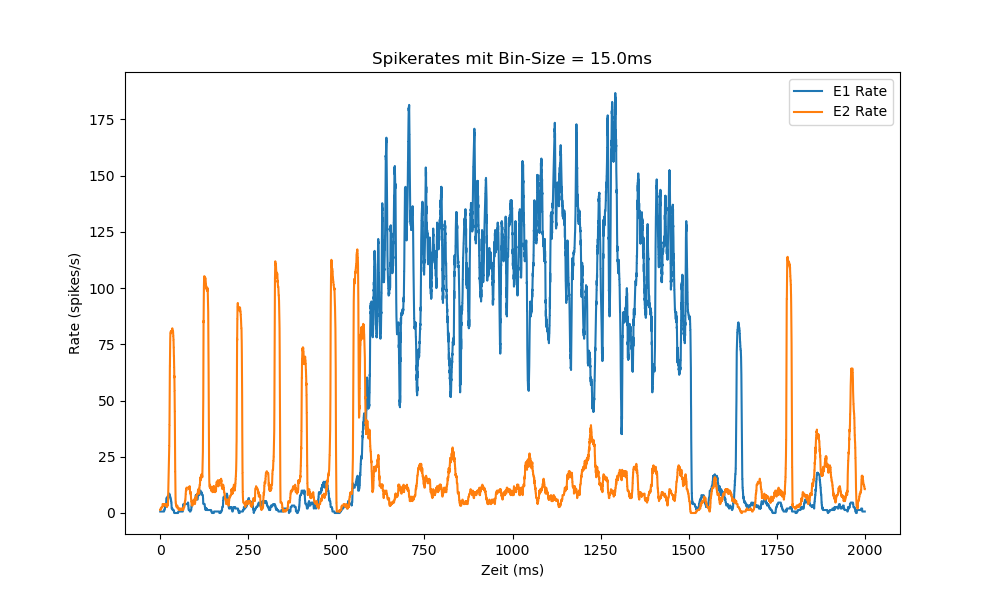 Spikerates mit Bin-Size = 15.0ms
E1 Rate
E2 Rate
Rate (spikes/s)
175
150
125
100
75
50
25
0
0 250 500 750 1000 1250 1500 1750 2000
Zeit (ms)